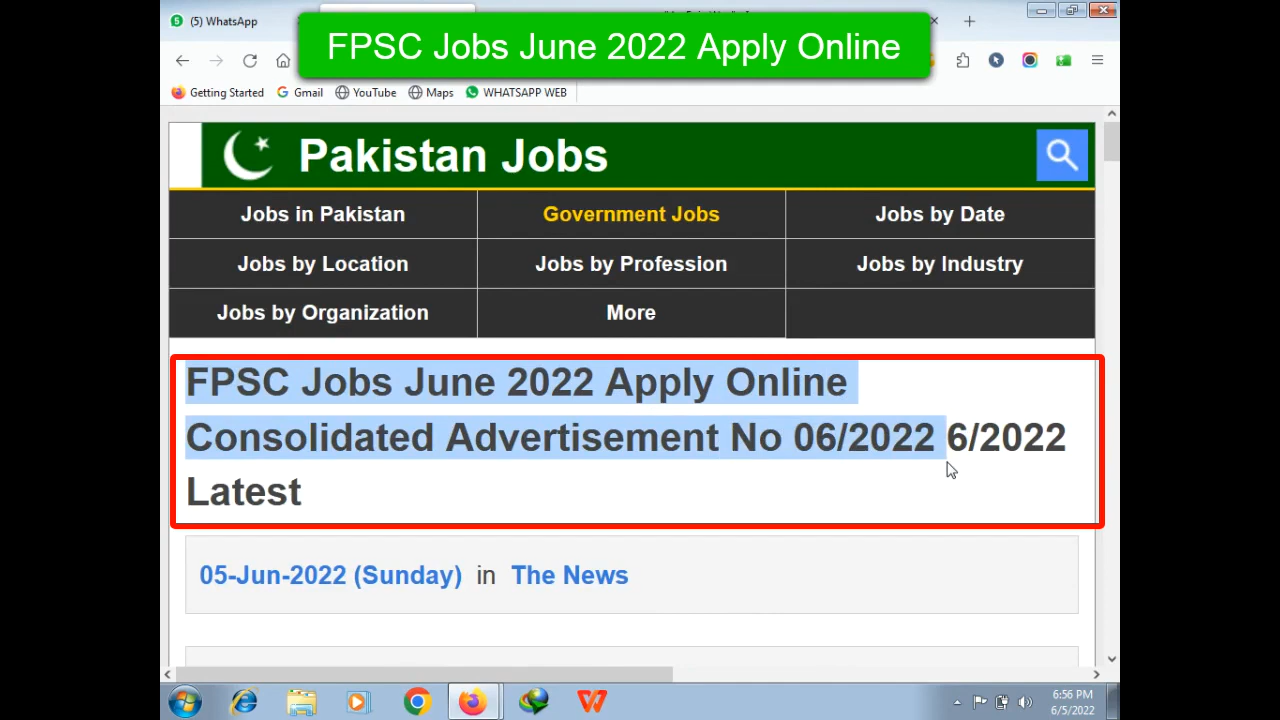 5 (5) WhatsApp
FPSC Jobs June 2022 Apply Online
Getting Started Gmail YouTube Maps WHATSAPP WEB
Pakistan Jobs
Jobs in Pakistan Government Jobs Jobs by Date
Jobs by Location Jobs by Profession Jobs by Industry
Jobs by Organization More
FPSC Jobs June 2022 Apply Online
Consolidated Advertisement No 06/2022 6/2022
Latest
05-Jun-2022 (Sunday) in The News
6:56 PM
6/5/2022